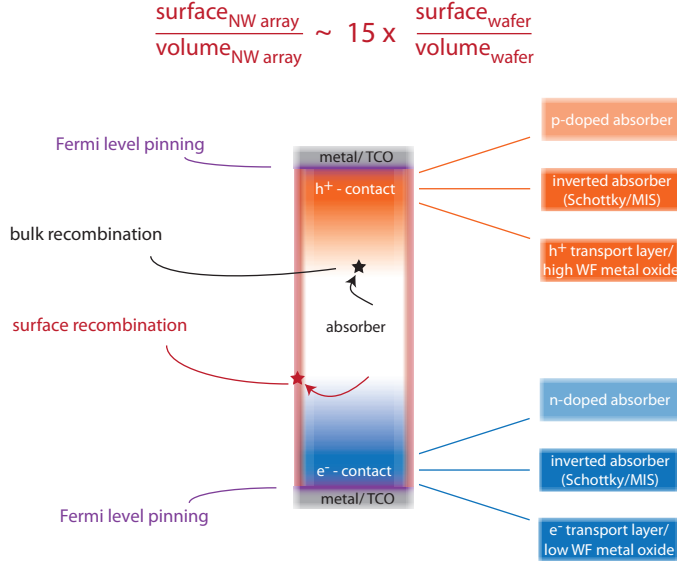 surface_NW array / volume_NW array ~ 15 x surface_wafer / volume_wafer
Fermi level pinning
metal/TCO
h⁺ - contact
bulk recombination
absorber
surface recombination
e⁻ - contact
metal/TCO
Fermi level pinning
p-doped absorber
inverted absorber
(Schottky/MIS)
h⁺ transport layer/
high WF metal oxide
n-doped absorber
inverted absorber
(Schottky/MIS)
e⁻ transport layer/
low WF metal oxide